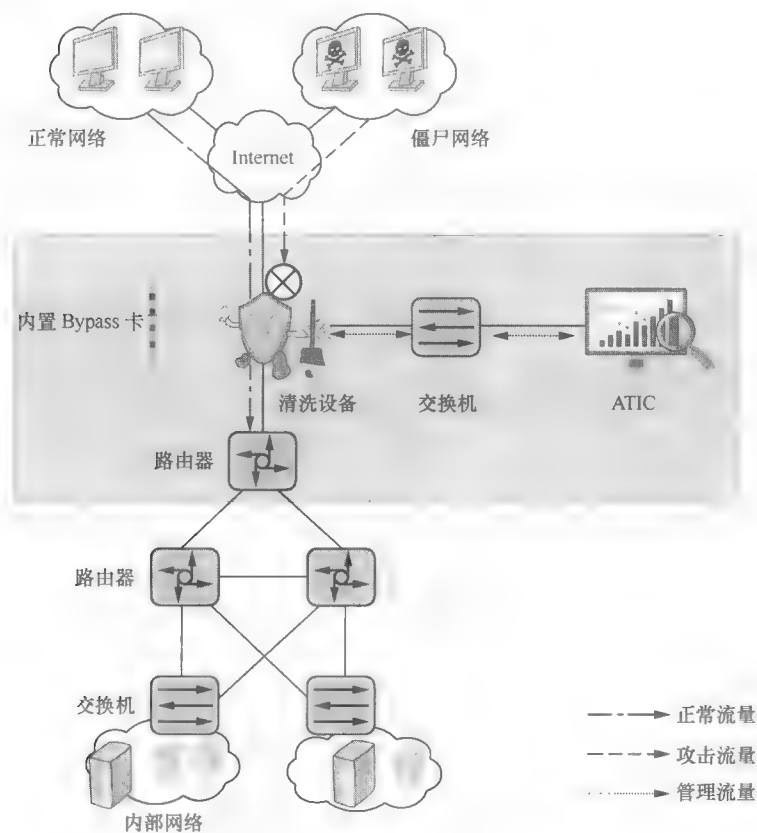 正常网络
僵尸网络
Internet
内置 Bypass 卡
清洗设备
交换机
ATIC
路由器
路由器
交换机
内部网络
正常流量
攻击流量
管理流量